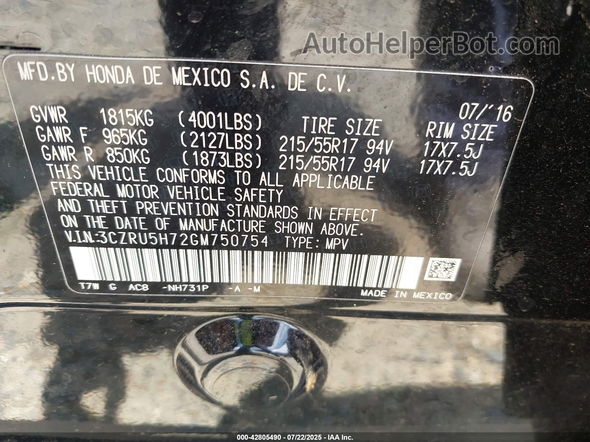 AutoHelperBot.com
MFD.BY HONDA DE MEXICO S.A. DE C.V.
07/'16
GVWR 1815KG (4001LBS) TIRE SIZE RIM SIZE
GAWR F 965KG (2127LBS) 215/55R17 94V 17X7.5J
GAWR R 850KG (1873LBS) 215/55R17 94V 17X7.5J
THIS VEHICLE CONFORMS TO ALL APPLICABLE
FEDERAL MOTOR VEHICLE SAFETY
AND THEFT PREVENTION STANDARDS IN EFFECT
ON THE DATE OF MANUFACTURE SHOWN ABOVE.
V.I.N:3CZRU5H72GM750754 TYPE: MPV
T7W G AC8 -NH731P -A -M MADE IN MEXICO
000-42805490 - 07/22/2025 - IAA Inc.